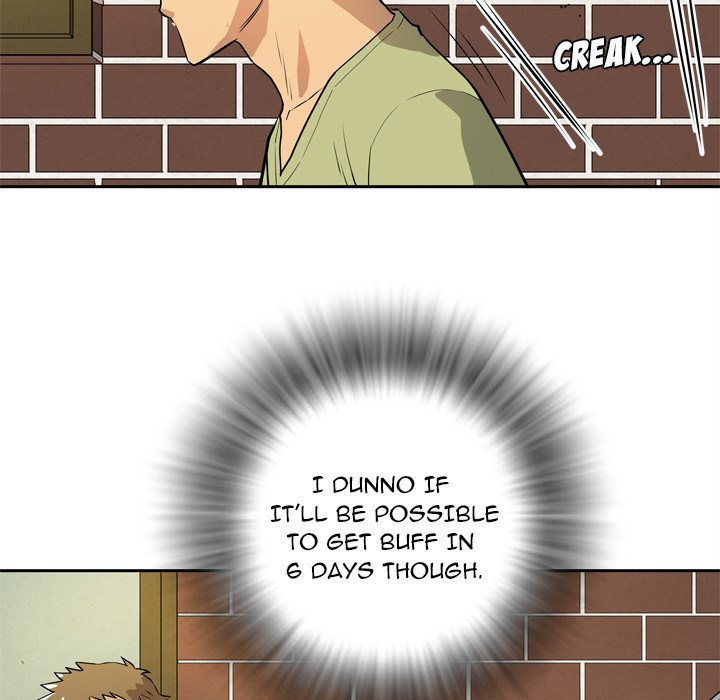 CREAK...
I DUNNO IF
IT'LL BE POSSIBLE
TO GET BUFF IN
6 DAYS THOUGH.